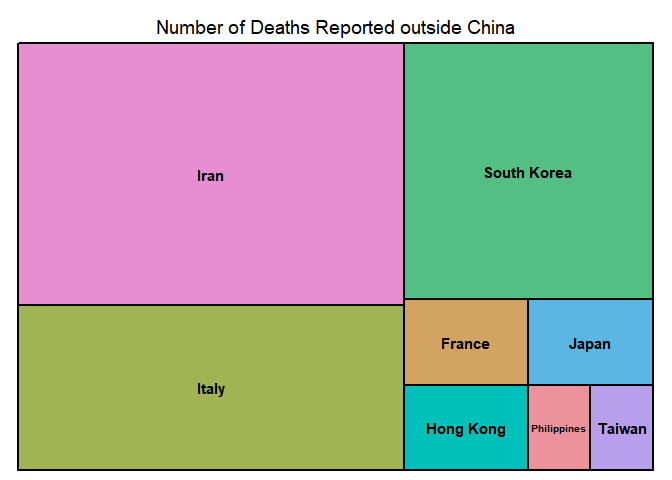 Number of Deaths Reported outside China
Iran
South Korea
Italy
France
Japan
Hong Kong
Philippines
Taiwan